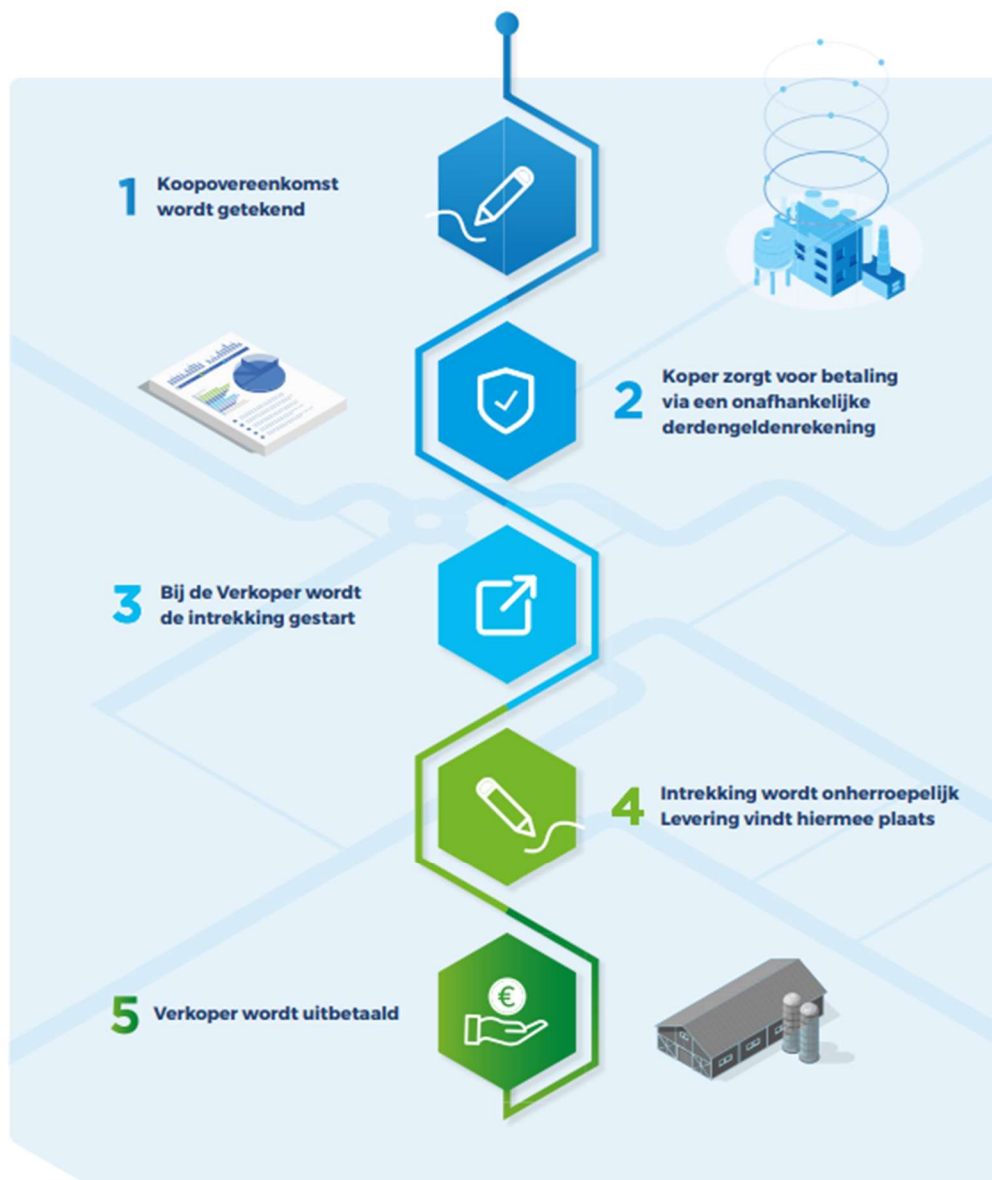 1
Koopovereenkomst
wordt getekend
2
Koper zorgt voor betaling
via een onafhankelijke
derdengeldenrekening
3
Bij de Verkoper wordt
de intrekking gestart
4
Intrekking wordt onherroepelijk
Levering vindt hiermee plaats
5
Verkoper wordt uitbetaald
€